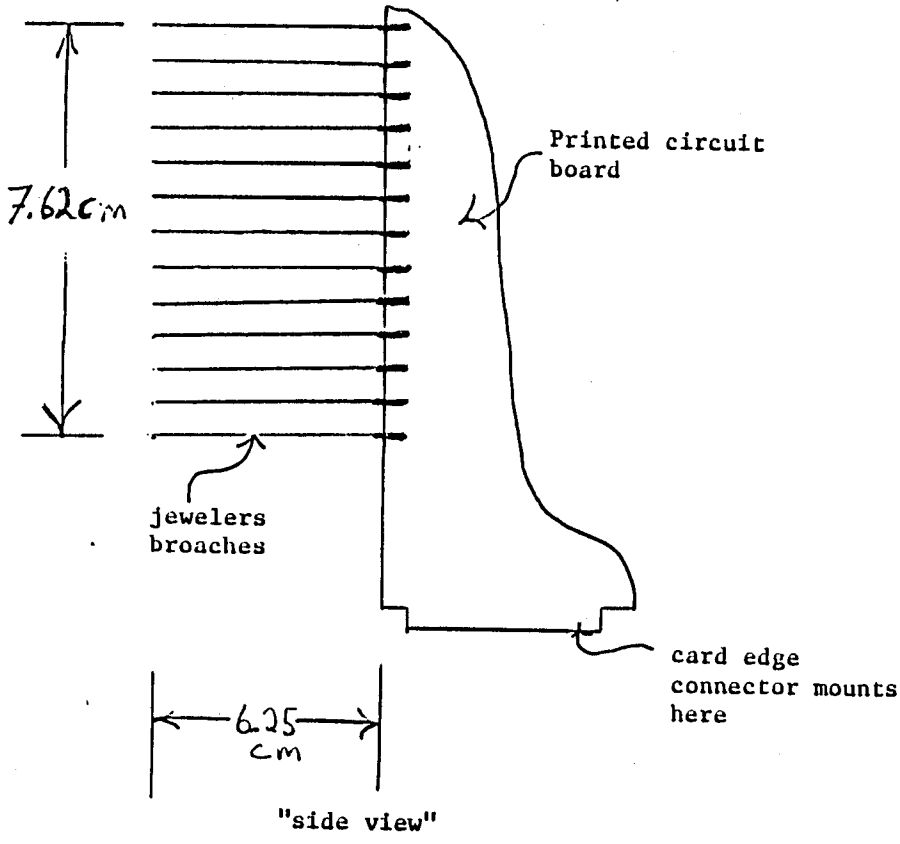 Printed circuit
board
7.62cm
jewelers
broaches
card edge
connector mounts
here
6.25
cm
"side view"